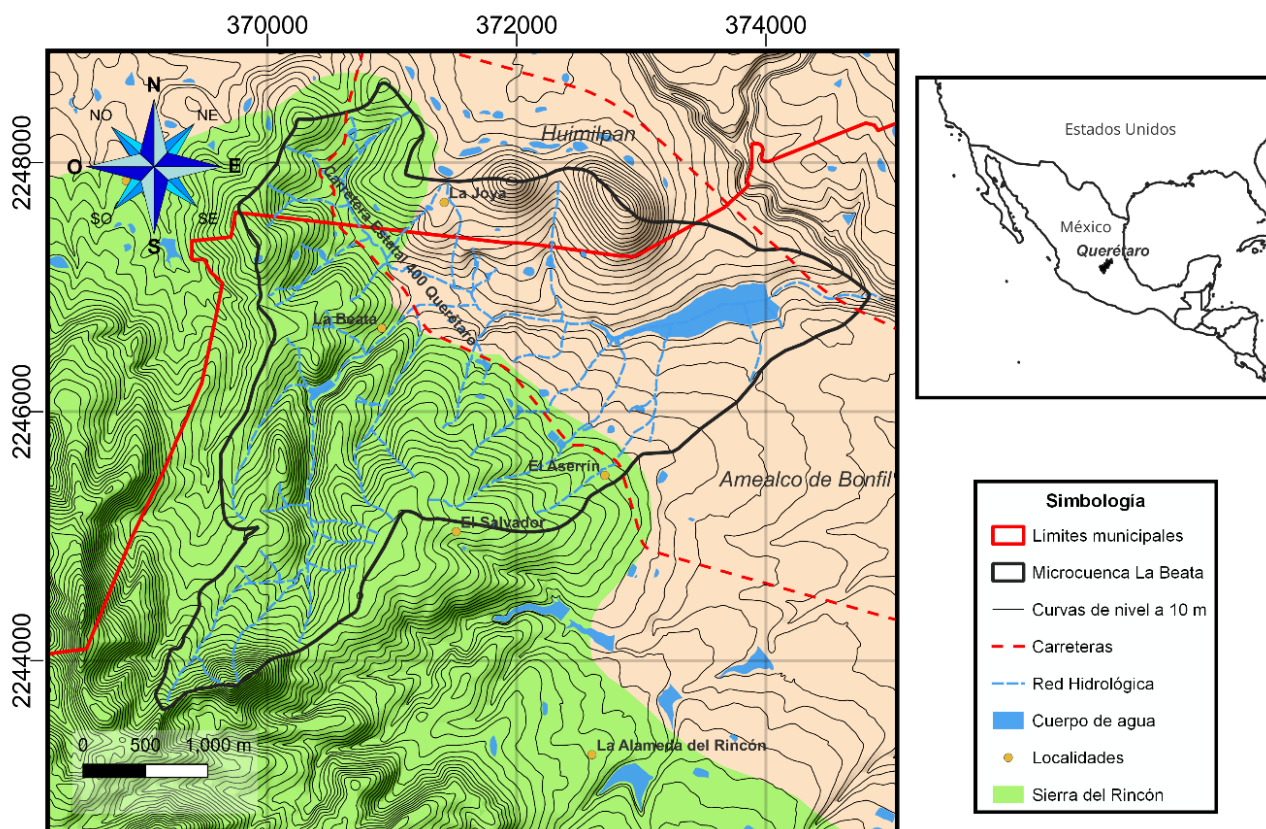 370000
372000
374000
2248000
2246000
2244000
N
NO
NE
O
E
SO
SE
S
Huimilpan
La Joya
Carretera Estatal 400 Querétaro
La Beata
El Aserrín
Amealco de Bonfil
El Salvador
La Alameda del Rincón
0 500 1,000 m
Estados Unidos
México
Querétaro
Simbología
Límites municipales
Microcuenca La Beata
Curvas de nivel a 10 m
Carreteras
Red Hidrológica
Cuerpo de agua
Localidades
Sierra del Rincón